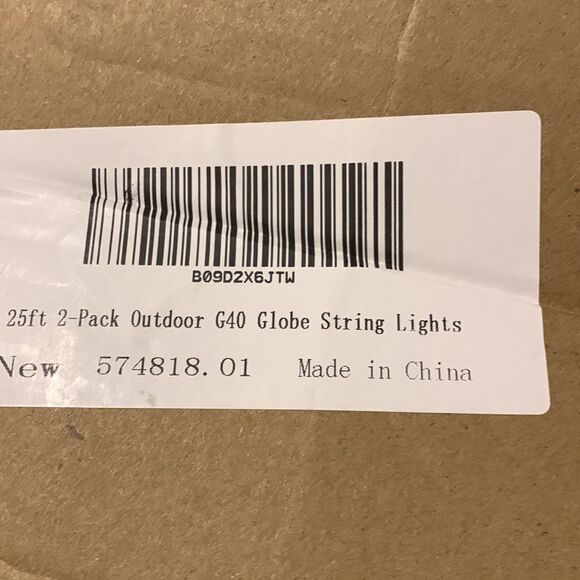 B09D2X6JTW
25ft 2-Pack Outdoor G40 Globe String Lights
New 574818.01 Made in China